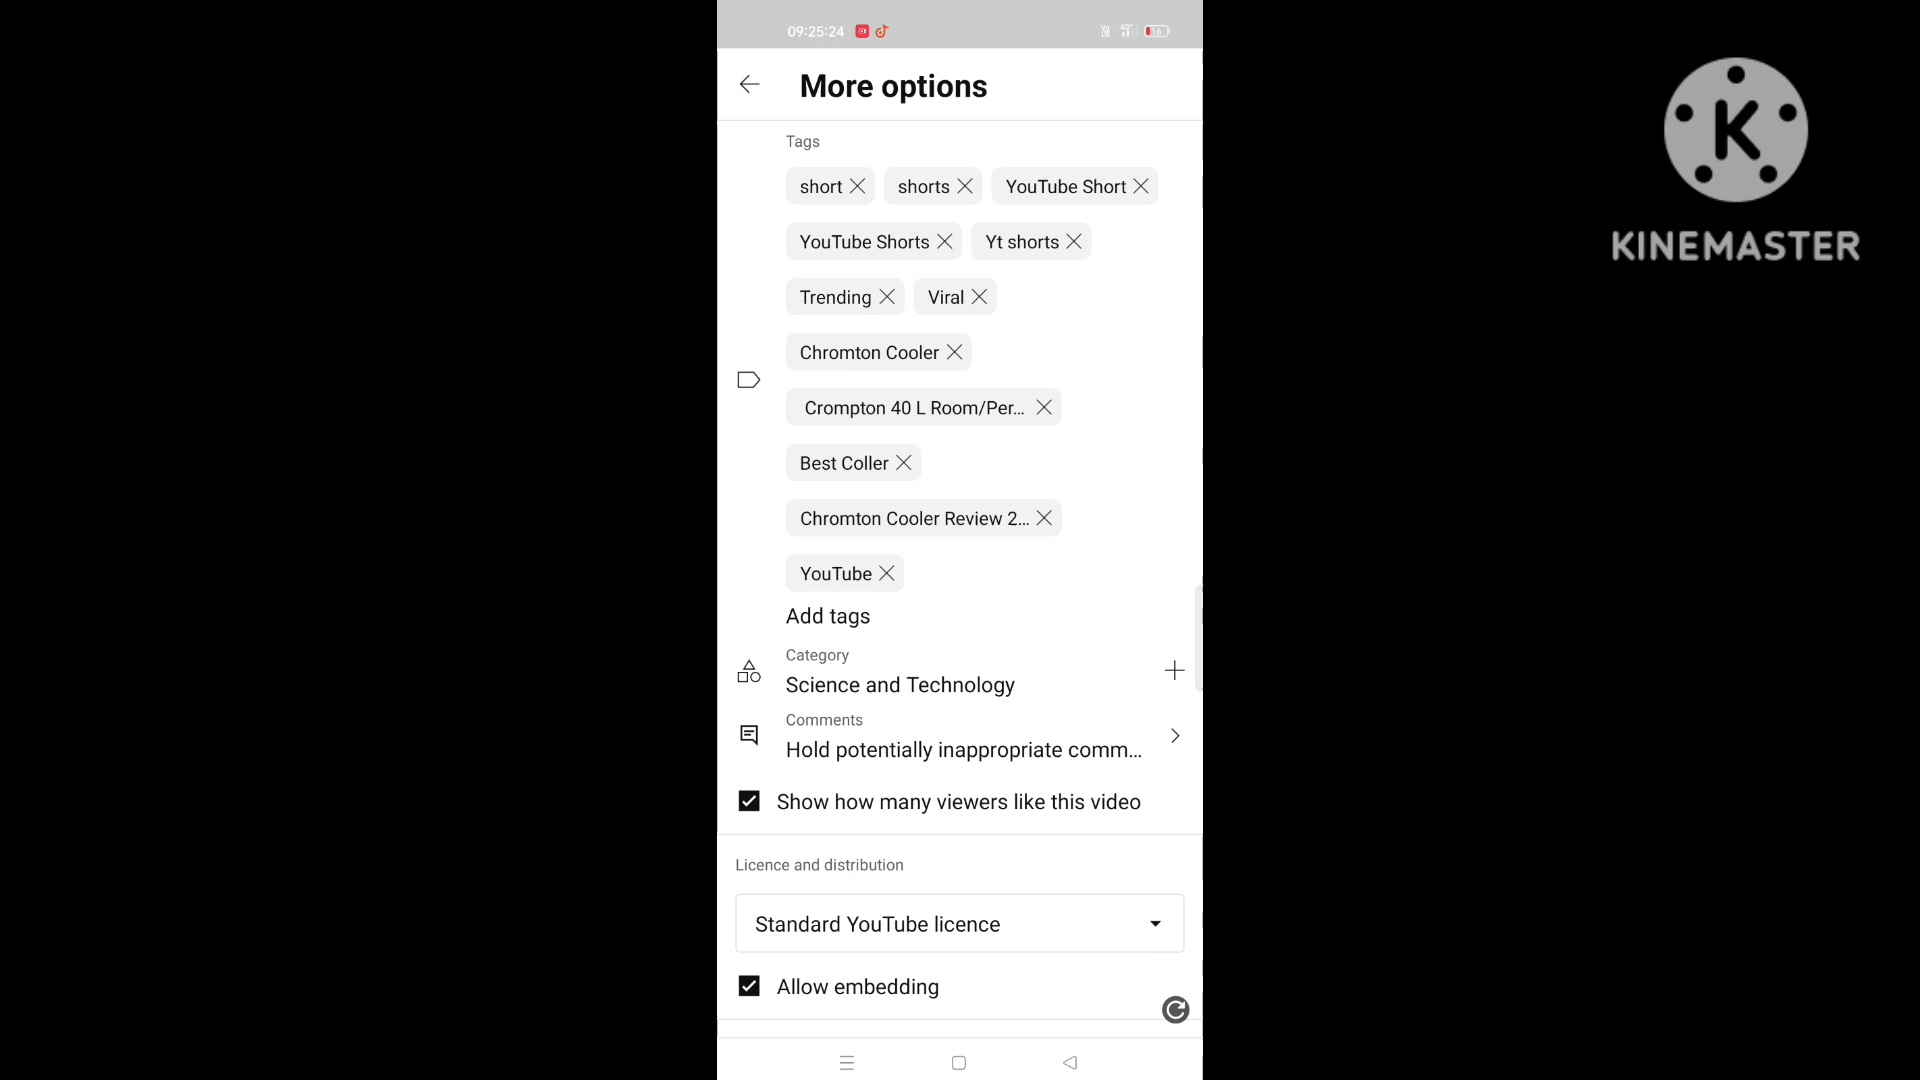 09:25:24
16
More options
Tags
short
shorts
YouTube Short
YouTube Shorts
Yt shorts
Trending
Viral
Chromton Cooler
Crompton 40 L Room/Per...
Best Coller
Chromton Cooler Review 2...
YouTube
Add tags
Category
Science and Technology
Comments
Hold potentially inappropriate comm...
Show how many viewers like this video
Licence and distribution
Standard YouTube licence
Allow embedding
K
KINEMASTER